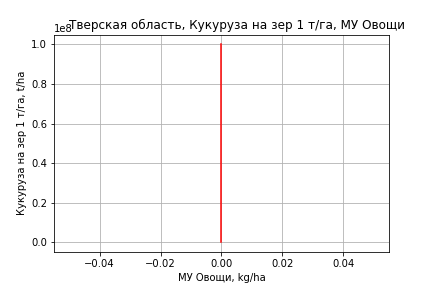 Тверская область, Кукуруза на зер 1 т/га, МУ Овощи
1e8
1.0
0.8
0.6
0.4
0.2
0.0
Кукуруза на зер 1 т/га, t/ha
−0.04 −0.02 0.00 0.02 0.04
МУ Овощи, kg/ha